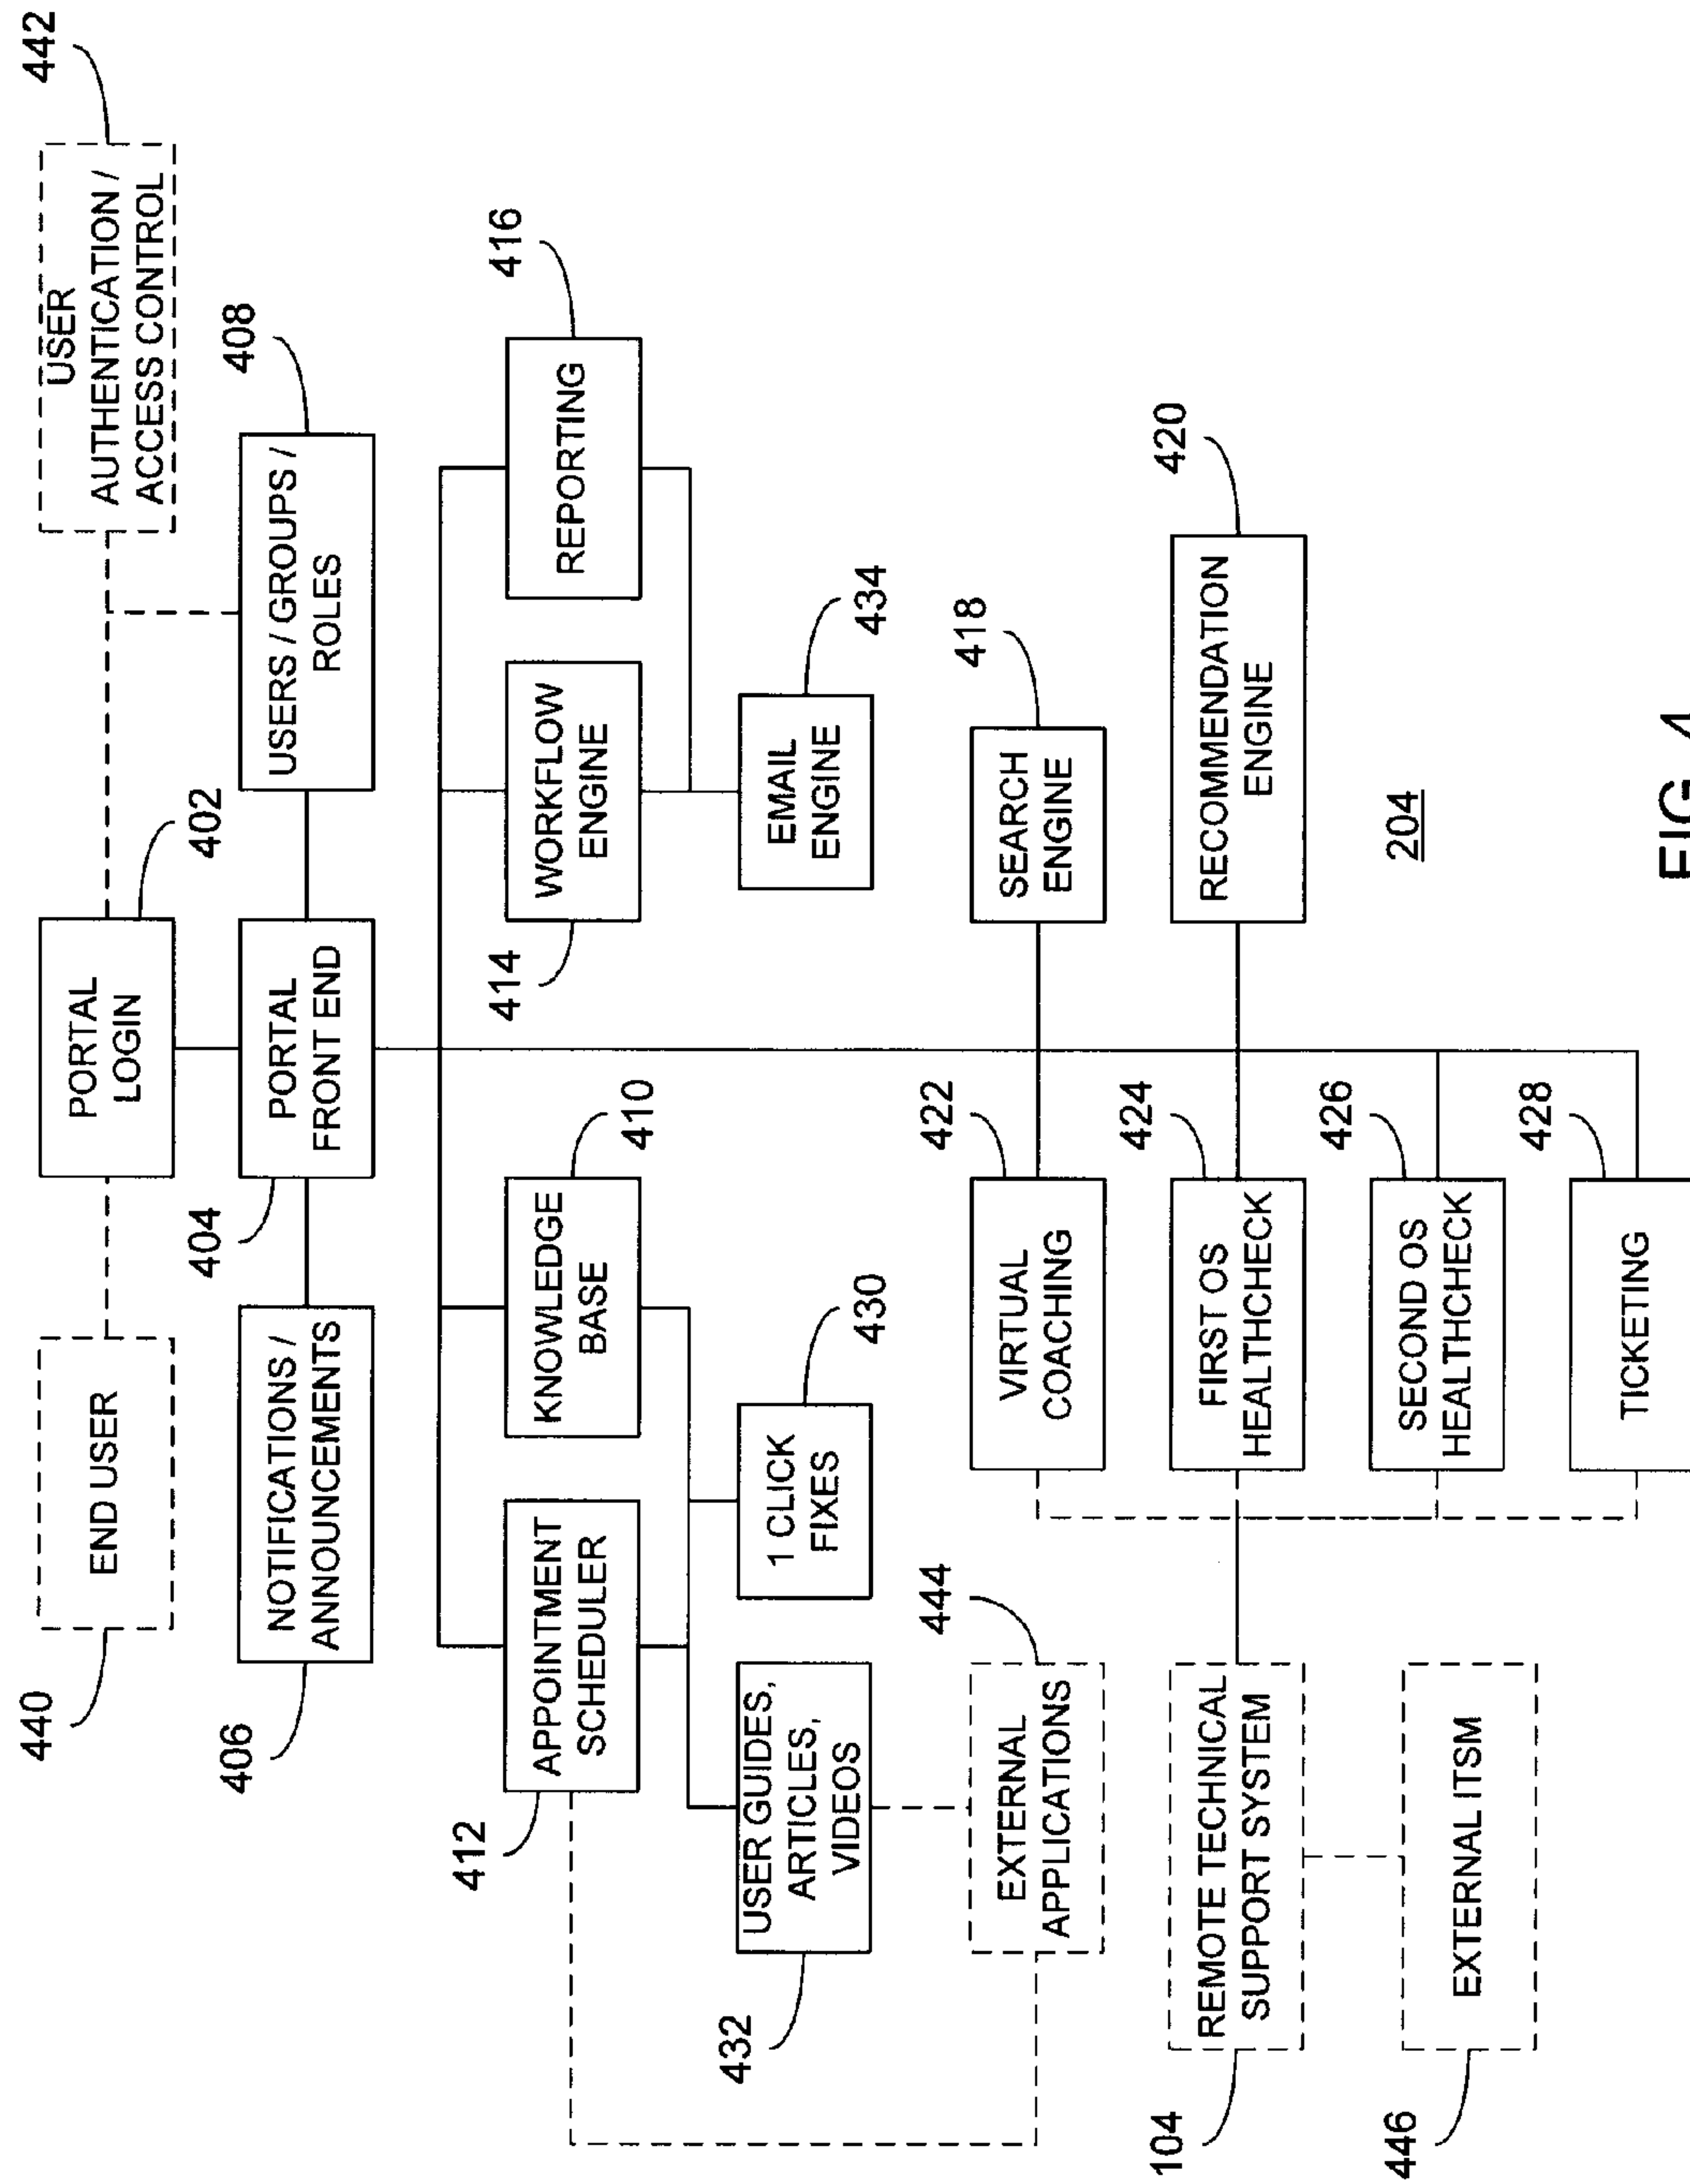 440
END USER
PORTAL
LOGIN
402
USER
AUTHENTICATION /
ACCESS CONTROL
442
406
NOTIFICATIONS /
ANNOUNCEMENTS
404
PORTAL
FRONT END
USERS / GROUPS /
ROLES
408
412
APPOINTMENT
SCHEDULER
KNOWLEDGE
BASE
410
414
WORKFLOW
ENGINE
REPORTING
416
432
USER GUIDES,
ARTICLES,
VIDEOS
1 CLICK
FIXES
430
EMAIL
ENGINE
434
EXTERNAL
APPLICATIONS
444
VIRTUAL
COACHING
422
SEARCH
ENGINE
418
104
REMOTE TECHNICAL
SUPPORT SYSTEM
FIRST OS
HEALTHCHECK
424
RECOMMENDATION
ENGINE
420
446
EXTERNAL ITSM
SECOND OS
HEALTHCHECK
426
204
TICKETING
428
FIG. 4